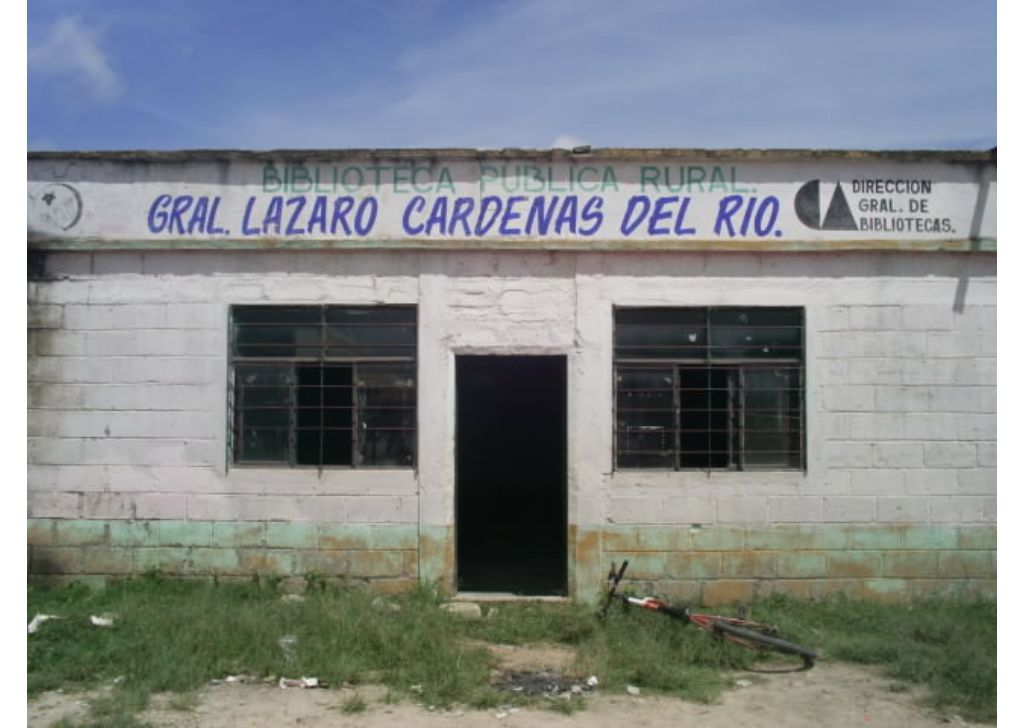 BIBLIOTECA PUBLICA RURAL.
GRAL. LAZARO CARDENAS DEL RIO.
DIRECCION
GRAL. DE
BIBLIOTECAS.